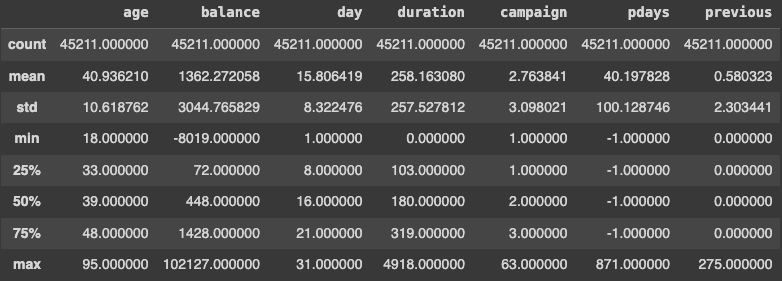 age balance day duration campaign pdays previous
count 45211.000000 45211.000000 45211.000000 45211.000000 45211.000000 45211.000000 45211.000000
mean 40.936210 1362.272058 15.806419 258.163080 2.763841 40.197828 0.580323
std 10.618762 3044.765829 8.322476 257.527812 3.098021 100.128746 2.303441
min 18.000000 -8019.000000 1.000000 0.000000 1.000000 -1.000000 0.000000
25% 33.000000 72.000000 8.000000 103.000000 1.000000 -1.000000 0.000000
50% 39.000000 448.000000 16.000000 180.000000 2.000000 -1.000000 0.000000
75% 48.000000 1428.000000 21.000000 319.000000 3.000000 -1.000000 0.000000
max 95.000000 102127.000000 31.000000 4918.000000 63.000000 871.000000 275.000000